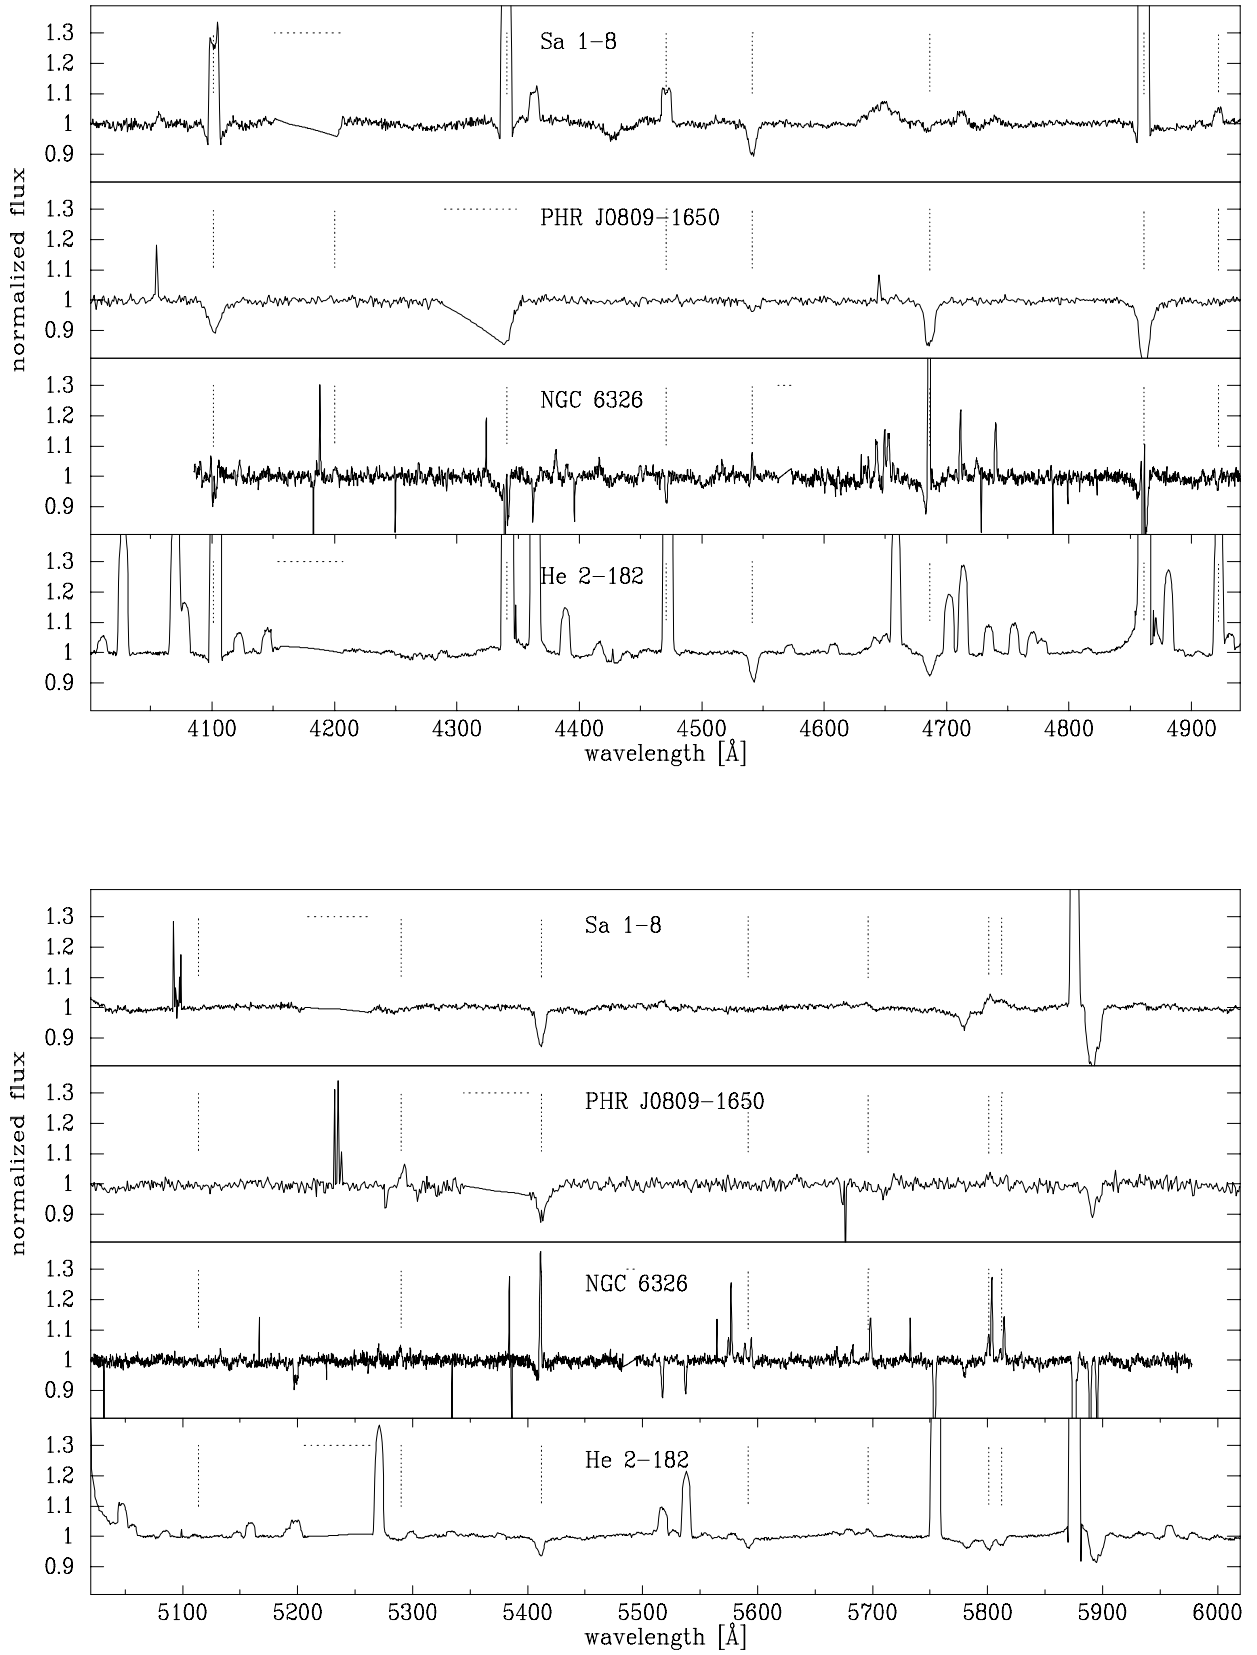 1.3
1.2
1.1
1
0.9
Sa 1-8
1.3
1.2
1.1
1
0.9
PHR J0809-1650
normalized flux
1.3
1.2
1.1
1
0.9
NGC 6326
1.3
1.2
1.1
1
0.9
He 2-182
4100 4200 4300 4400 4500 4600 4700 4800 4900
wavelength [Å]
1.3
1.2
1.1
1
0.9
Sa 1-8
1.3
1.2
1.1
1
0.9
PHR J0809-1650
normalized flux
1.3
1.2
1.1
1
0.9
NGC 6326
1.3
1.2
1.1
1
0.9
He 2-182
5100 5200 5300 5400 5500 5600 5700 5800 5900 6000
wavelength [Å]